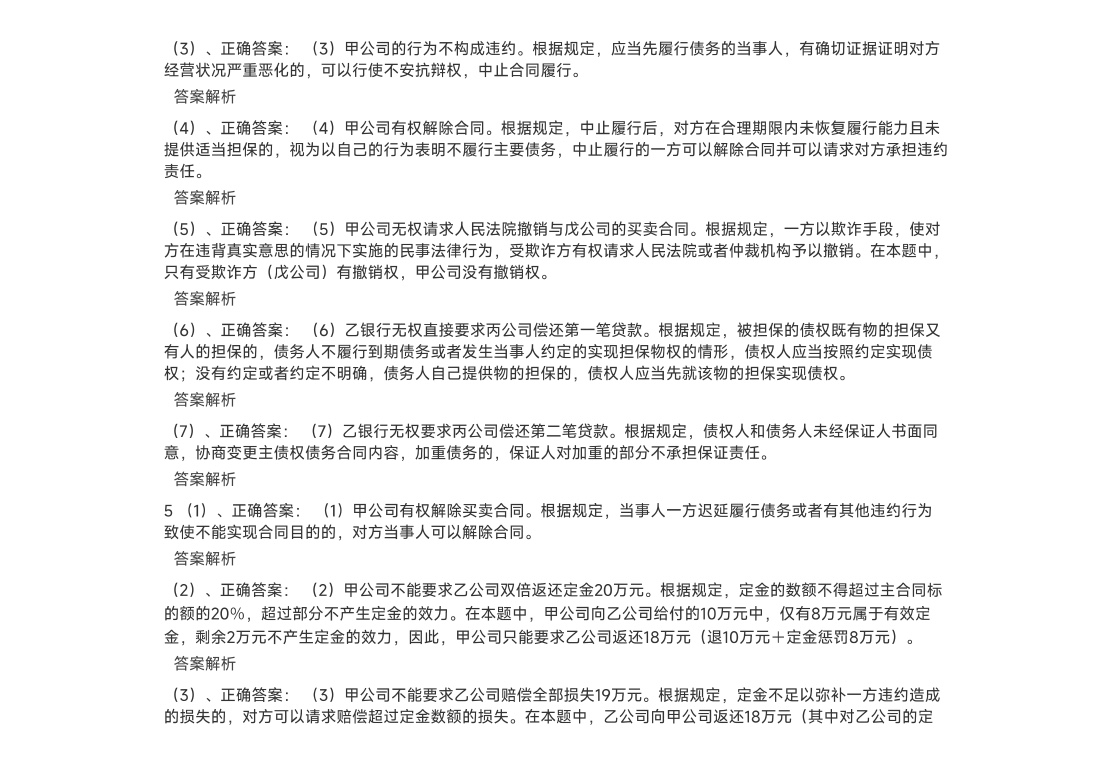 （3）、正确答案： （3）甲公司的行为不构成违约。根据规定，应当先履行债务的当事人，有确切证据证明对方
经营状况严重恶化的，可以行使不安抗辩权，中止合同履行。
答案解析
（4）、正确答案： （4）甲公司有权解除合同。根据规定，中止履行后，对方在合理期限内未恢复履行能力且未
提供适当担保的，视为以自己的行为表明不履行主要债务，中止履行的一方可以解除合同并可以请求对方承担违约
责任。
答案解析
（5）、正确答案： （5）甲公司无权请求人民法院撤销与戊公司的买卖合同。根据规定，一方以欺诈手段，使对
方在违背真实意思的情况下实施的民事法律行为，受欺诈方有权请求人民法院或者仲裁机构予以撤销。在本题中，
只有受欺诈方（戊公司）有撤销权，甲公司没有撤销权。
答案解析
（6）、正确答案： （6）乙银行无权直接要求丙公司偿还第一笔贷款。根据规定，被担保的债权既有物的担保又
有人的担保的，债务人不履行到期债务或者发生当事人约定的实现担保物权的情形，债权人应当按照约定实现债
权；没有约定或者约定不明确，债务人自己提供物的担保的，债权人应当先就该物的担保实现债权。
答案解析
（7）、正确答案： （7）乙银行无权要求丙公司偿还第二笔贷款。根据规定，债权人和债务人未经保证人书面同
意，协商变更主债权债务合同内容，加重债务的，保证人对加重的部分不承担保证责任。
答案解析
5 （1）、正确答案： （1）甲公司有权解除买卖合同。根据规定，当事人一方迟延履行债务或者有其他违约行为
致使不能实现合同目的的，对方当事人可以解除合同。
答案解析
（2）、正确答案： （2）甲公司不能要求乙公司双倍返还定金20万元。根据规定，定金的数额不得超过主合同标
的额的20％，超过部分不产生定金的效力。在本题中，甲公司向乙公司给付的10万元中，仅有8万元属于有效定
金，剩余2万元不产生定金的效力，因此，甲公司只能要求乙公司返还18万元（退10万元＋定金惩罚8万元）。
答案解析
（3）、正确答案： （3）甲公司不能要求乙公司赔偿全部损失19万元。根据规定，定金不足以弥补一方违约造成
的损失的，对方可以请求赔偿超过定金数额的损失。在本题中，乙公司向甲公司返还18万元（其中对乙公司的定